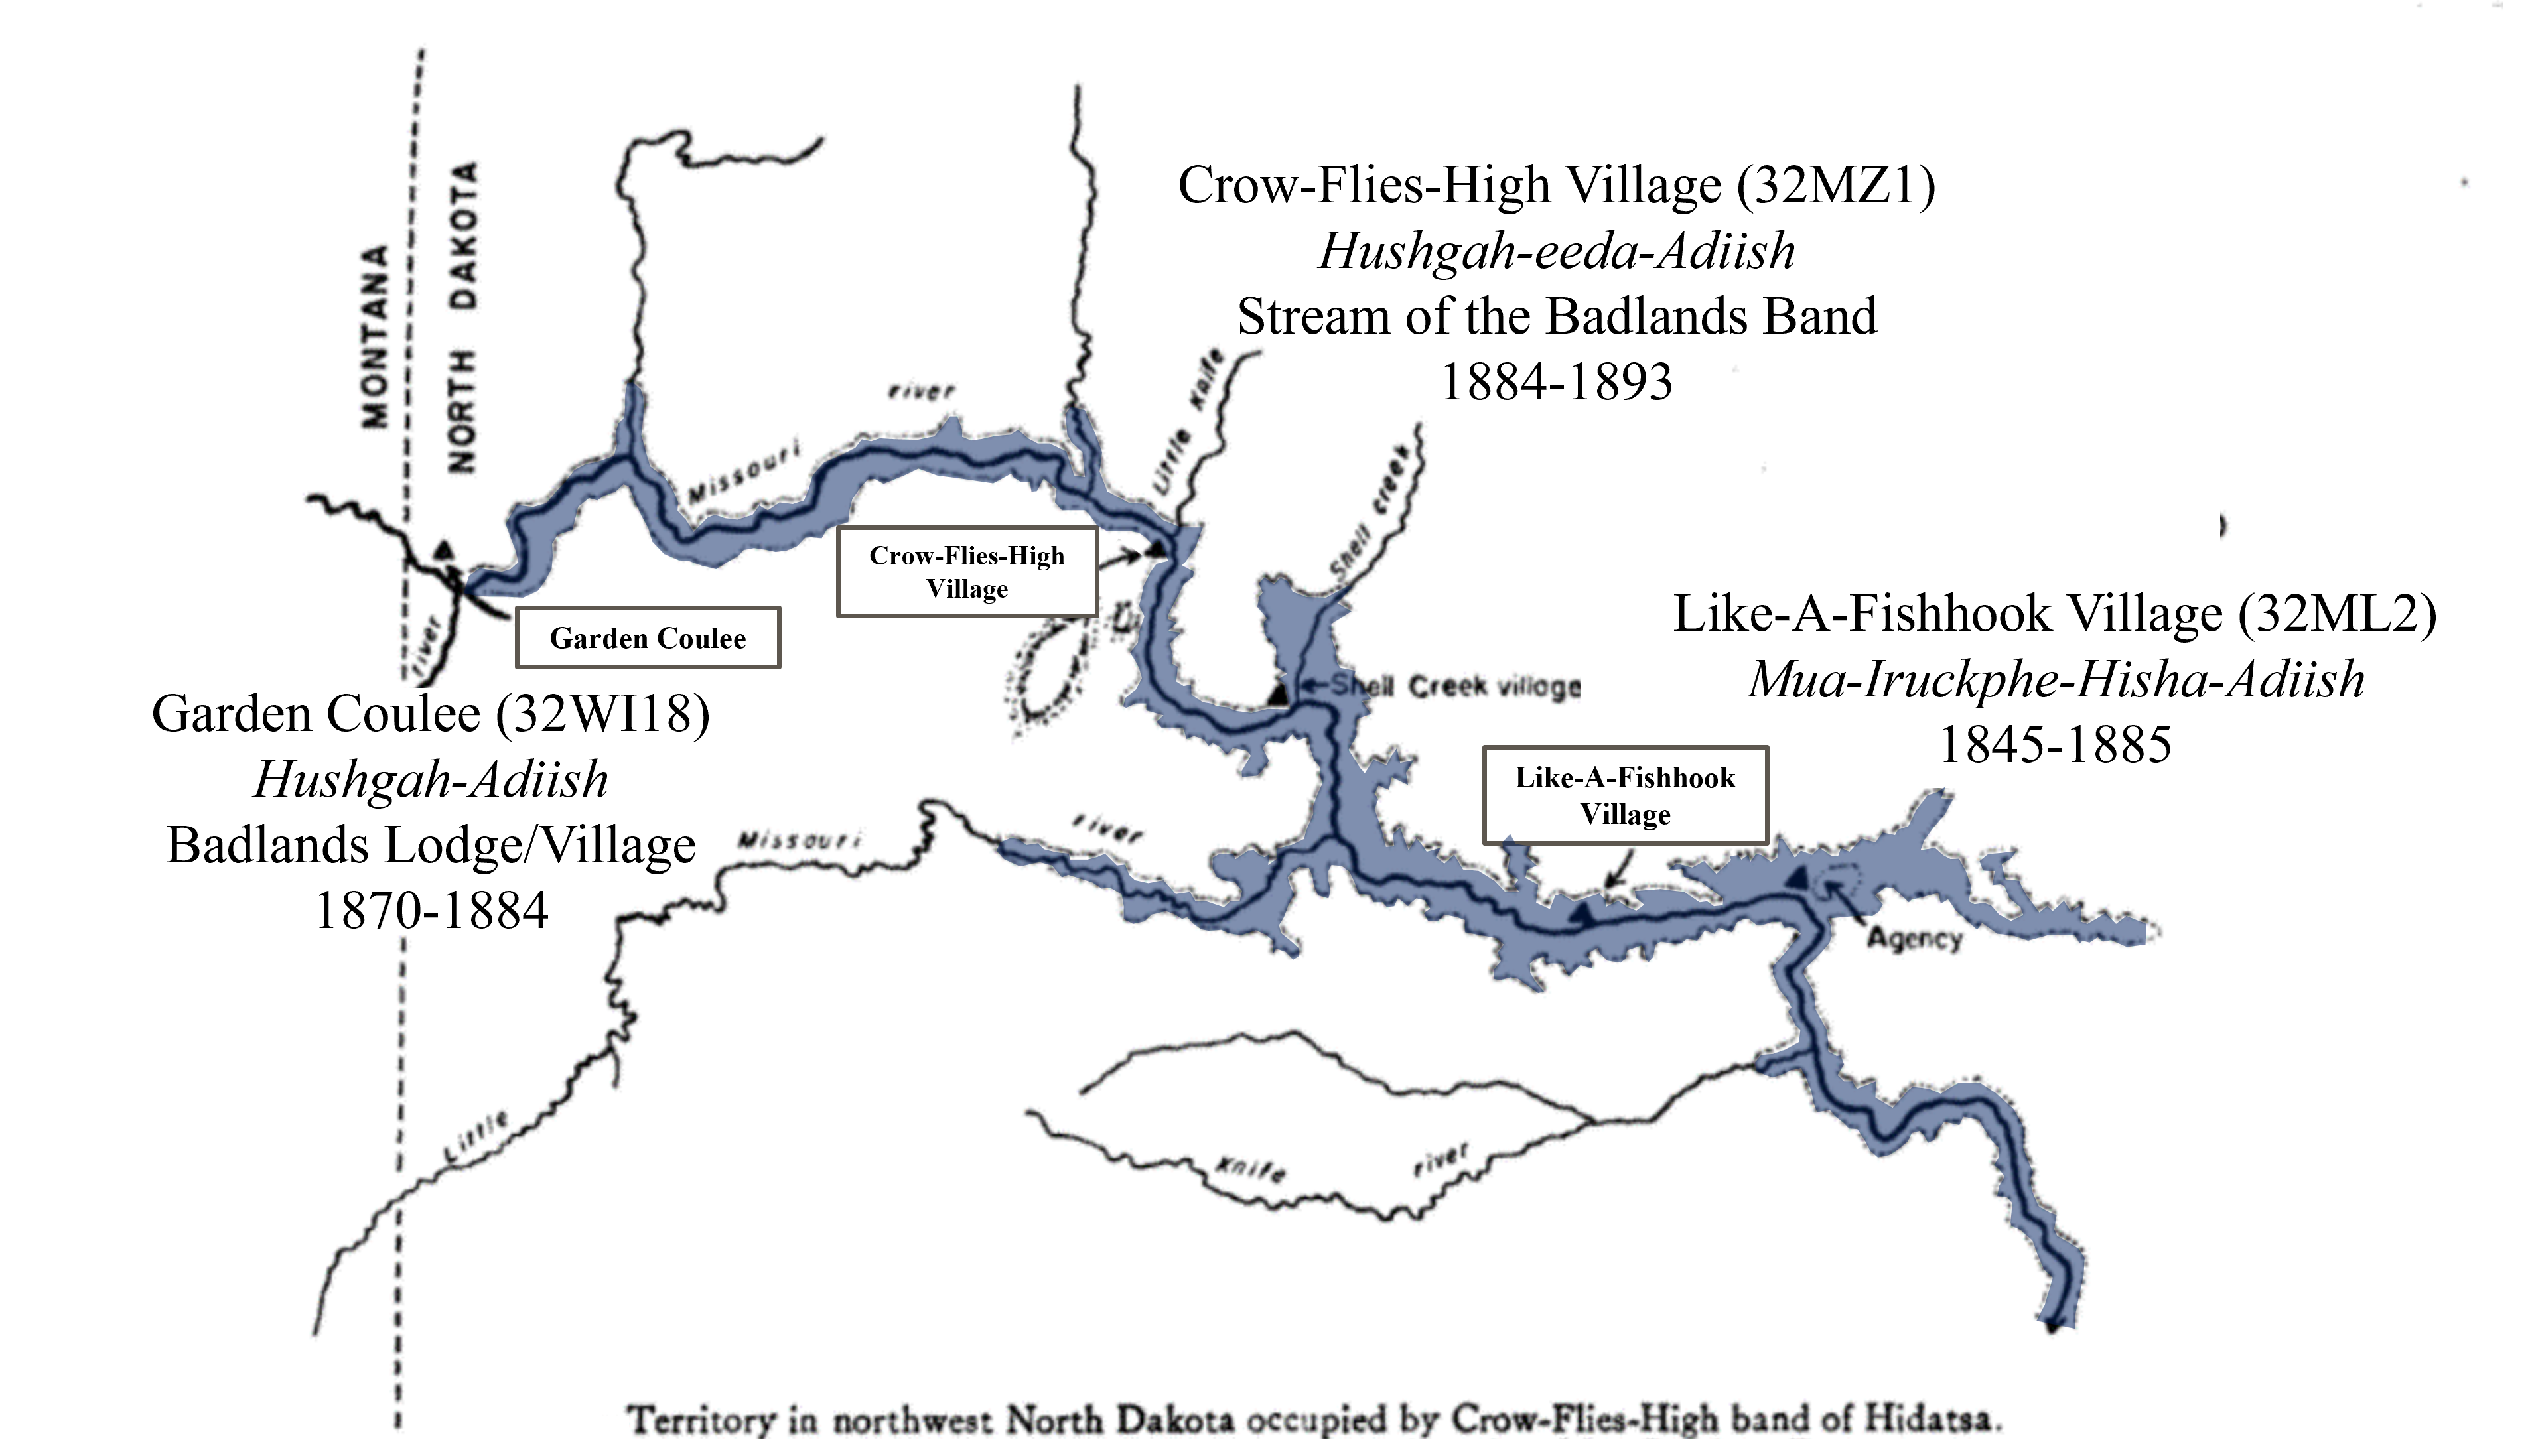 MONTANA
NORTH DAKOTA
Crow-Flies-High Village (32MZ1)
Hushgah-eeda-Adiish
Stream of the Badlands Band
1884-1893
Missouri
river
Little Knife
Shell creek
Crow-Flies-High
Village
Garden Coulee
river
Garden Coulee (32WI18)
Hushgah-Adiish
Badlands Lodge/Village
1870-1884
Shell Creek village
Like-A-Fishhook Village (32ML2)
Mua-Iruckphe-Hisha-Adiish
1845-1885
Like-A-Fishhook
Village
Agency
Little
Missouri
river
Knife
river
Territory in northwest North Dakota occupied by Crow-Flies-High band of Hidatsa.